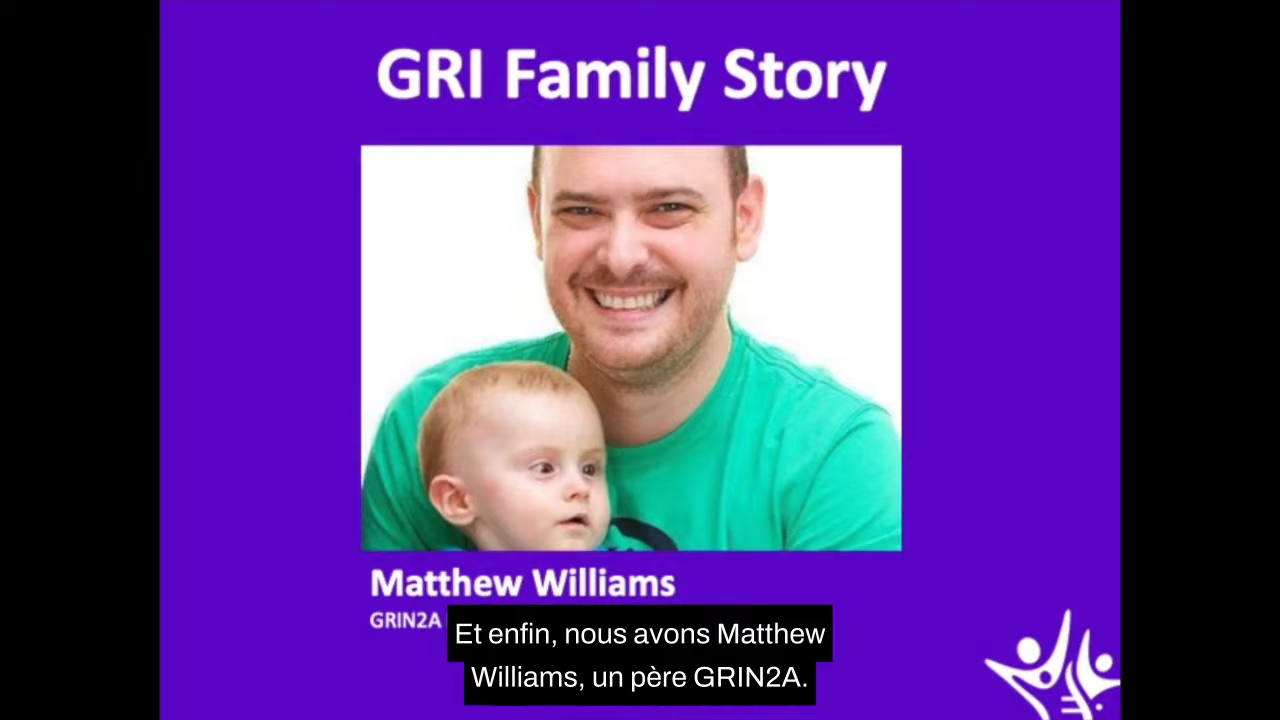 GRI Family Story
Matthew Williams
GRIN2A
Et enfin, nous avons Matthew
Williams, un père GRIN2A.